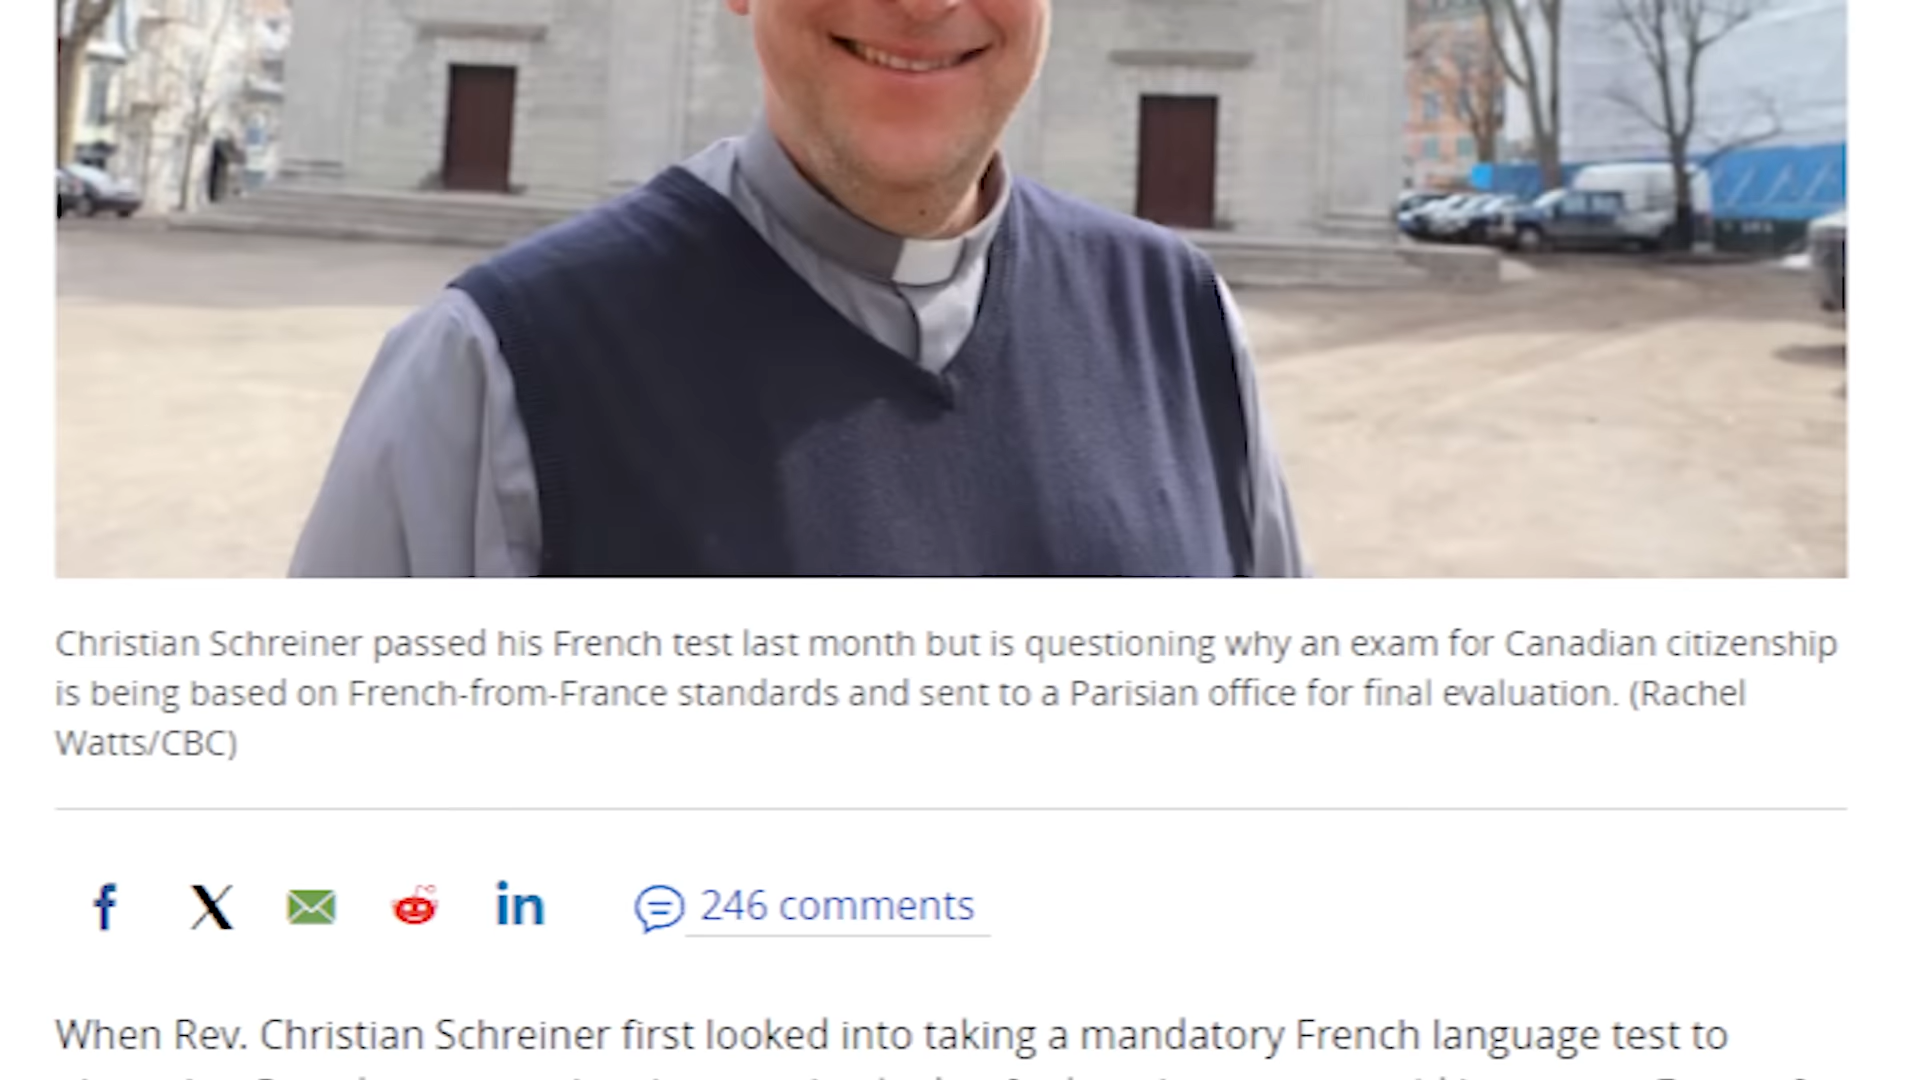 Christian Schreiner passed his French test last month but is questioning why an exam for Canadian citizenship
is being based on French-from-France standards and sent to a Parisian office for final evaluation. (Rachel
Watts/CBC)
246 comments
When Rev. Christian Schreiner first looked into taking a mandatory French language test to